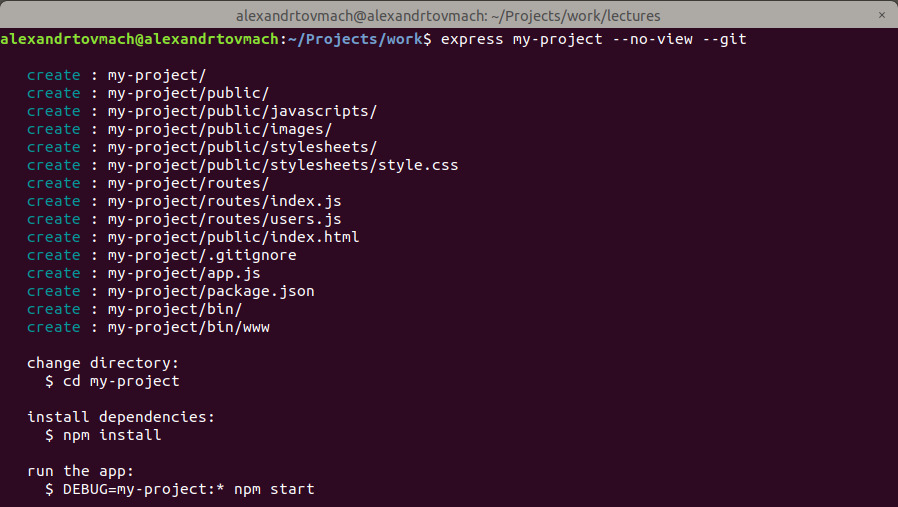 alexandrtovmach@alexandrtovmach: ~/Projects/work/lectures ×
alexandrtovmach@alexandrtovmach:~/Projects/work$ express my-project --no-view --git
create : my-project/
create : my-project/public/
create : my-project/public/javascripts/
create : my-project/public/images/
create : my-project/public/stylesheets/
create : my-project/public/stylesheets/style.css
create : my-project/routes/
create : my-project/routes/index.js
create : my-project/routes/users.js
create : my-project/public/index.html
create : my-project/.gitignore
create : my-project/app.js
create : my-project/package.json
create : my-project/bin/
create : my-project/bin/www
change directory:
$ cd my-project
install dependencies:
$ npm install
run the app:
$ DEBUG=my-project:* npm start